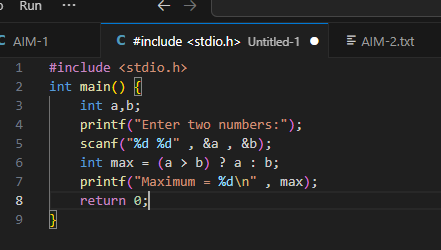 Run ... ← →
C AIM-1 C #include <stdio.h> Untitled-1 ● AIM-2.txt
1 #include <stdio.h>
2 int main() {
3 int a,b;
4 printf("Enter two numbers:");
5 scanf("%d %d" , &a , &b);
6 int max = (a > b) ? a : b;
7 printf("Maximum = %d\n" , max);
8 return 0;
9 }